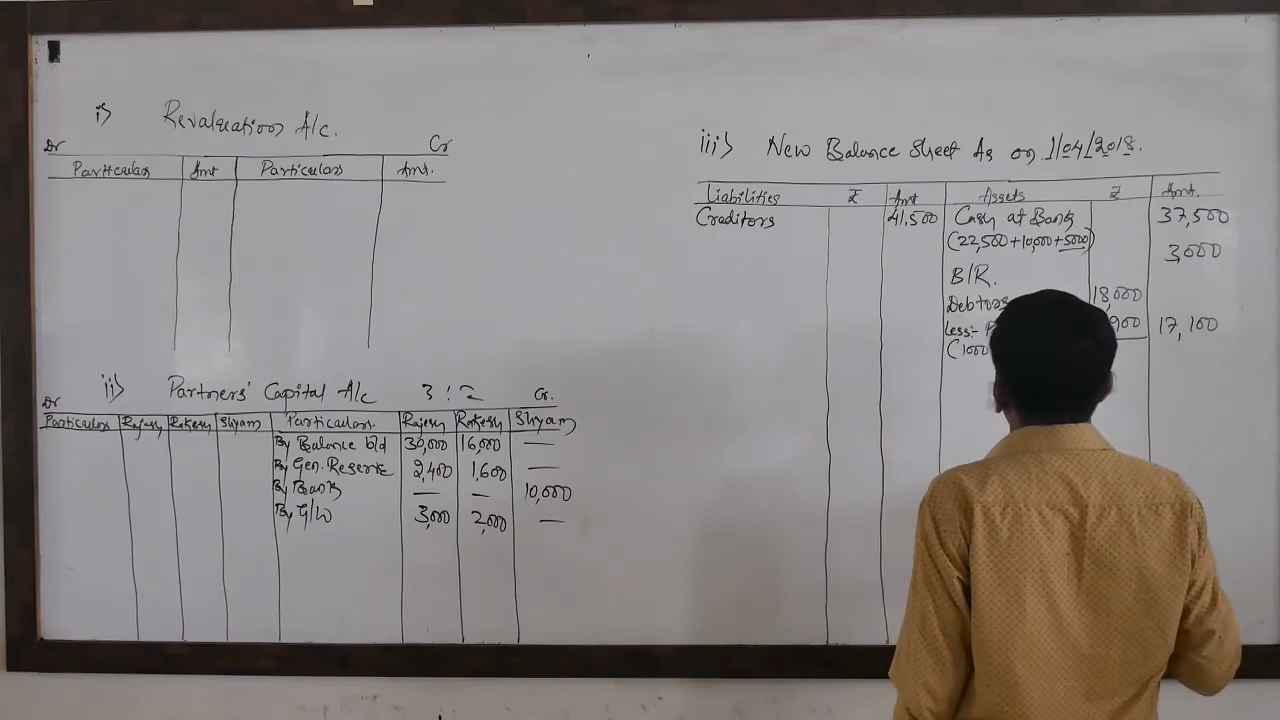 i) Revaluation A/c.
Dr Cr
Particulars Amt Particulars Amt.
ii) Partners' Capital A/c 3:2
Dr Cr.
Particulars Rajesh Rakesh Shyam Particulars. Rajesh Rakesh Shyam
By Balance b/d 30,000 16,000 —
By Gen. Reserve 2,400 1,600 —
By Bank — — 10,000
By G/W 3,000 2,000 —
iii) New Balance Sheet As on 1/04/2018.
Liabilities ₹ Amt Assets ₹ Amt.
Creditors 41,500 Cash at Bank 37,500
(22,500+10,000+5000)
B/R. 3,000
Debtors 18,000
Less:- 900 17,100
(1000